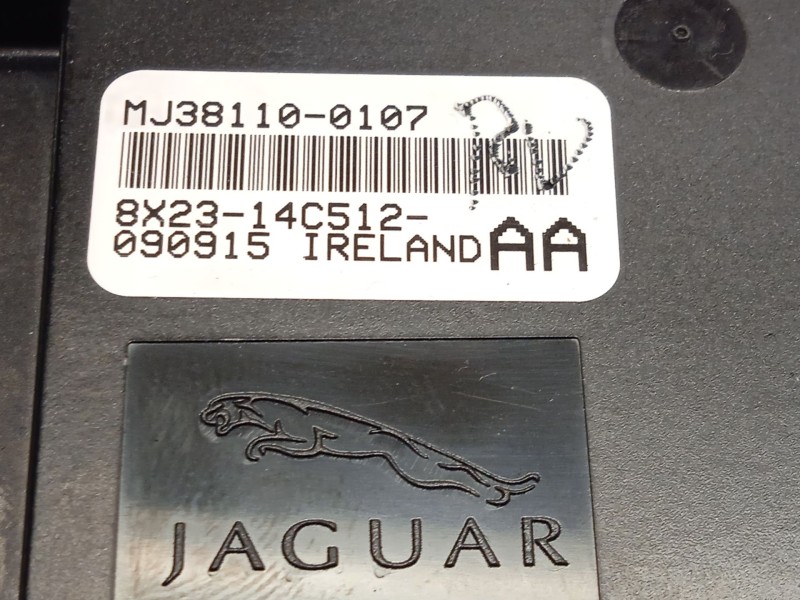 MJ38110-0107
8X23-14C512-
090915 IRELAND AA
JAGUAR